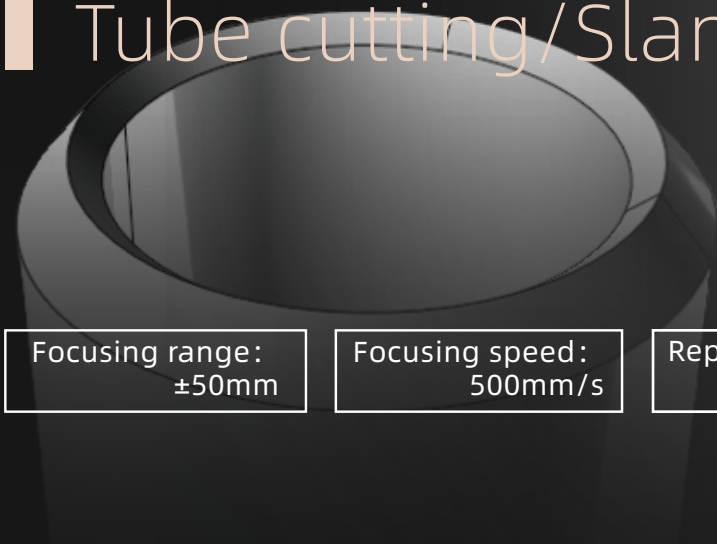 Tube cutting/Slan
Focusing range:
±50mm
Focusing speed:
500mm/s
Rep